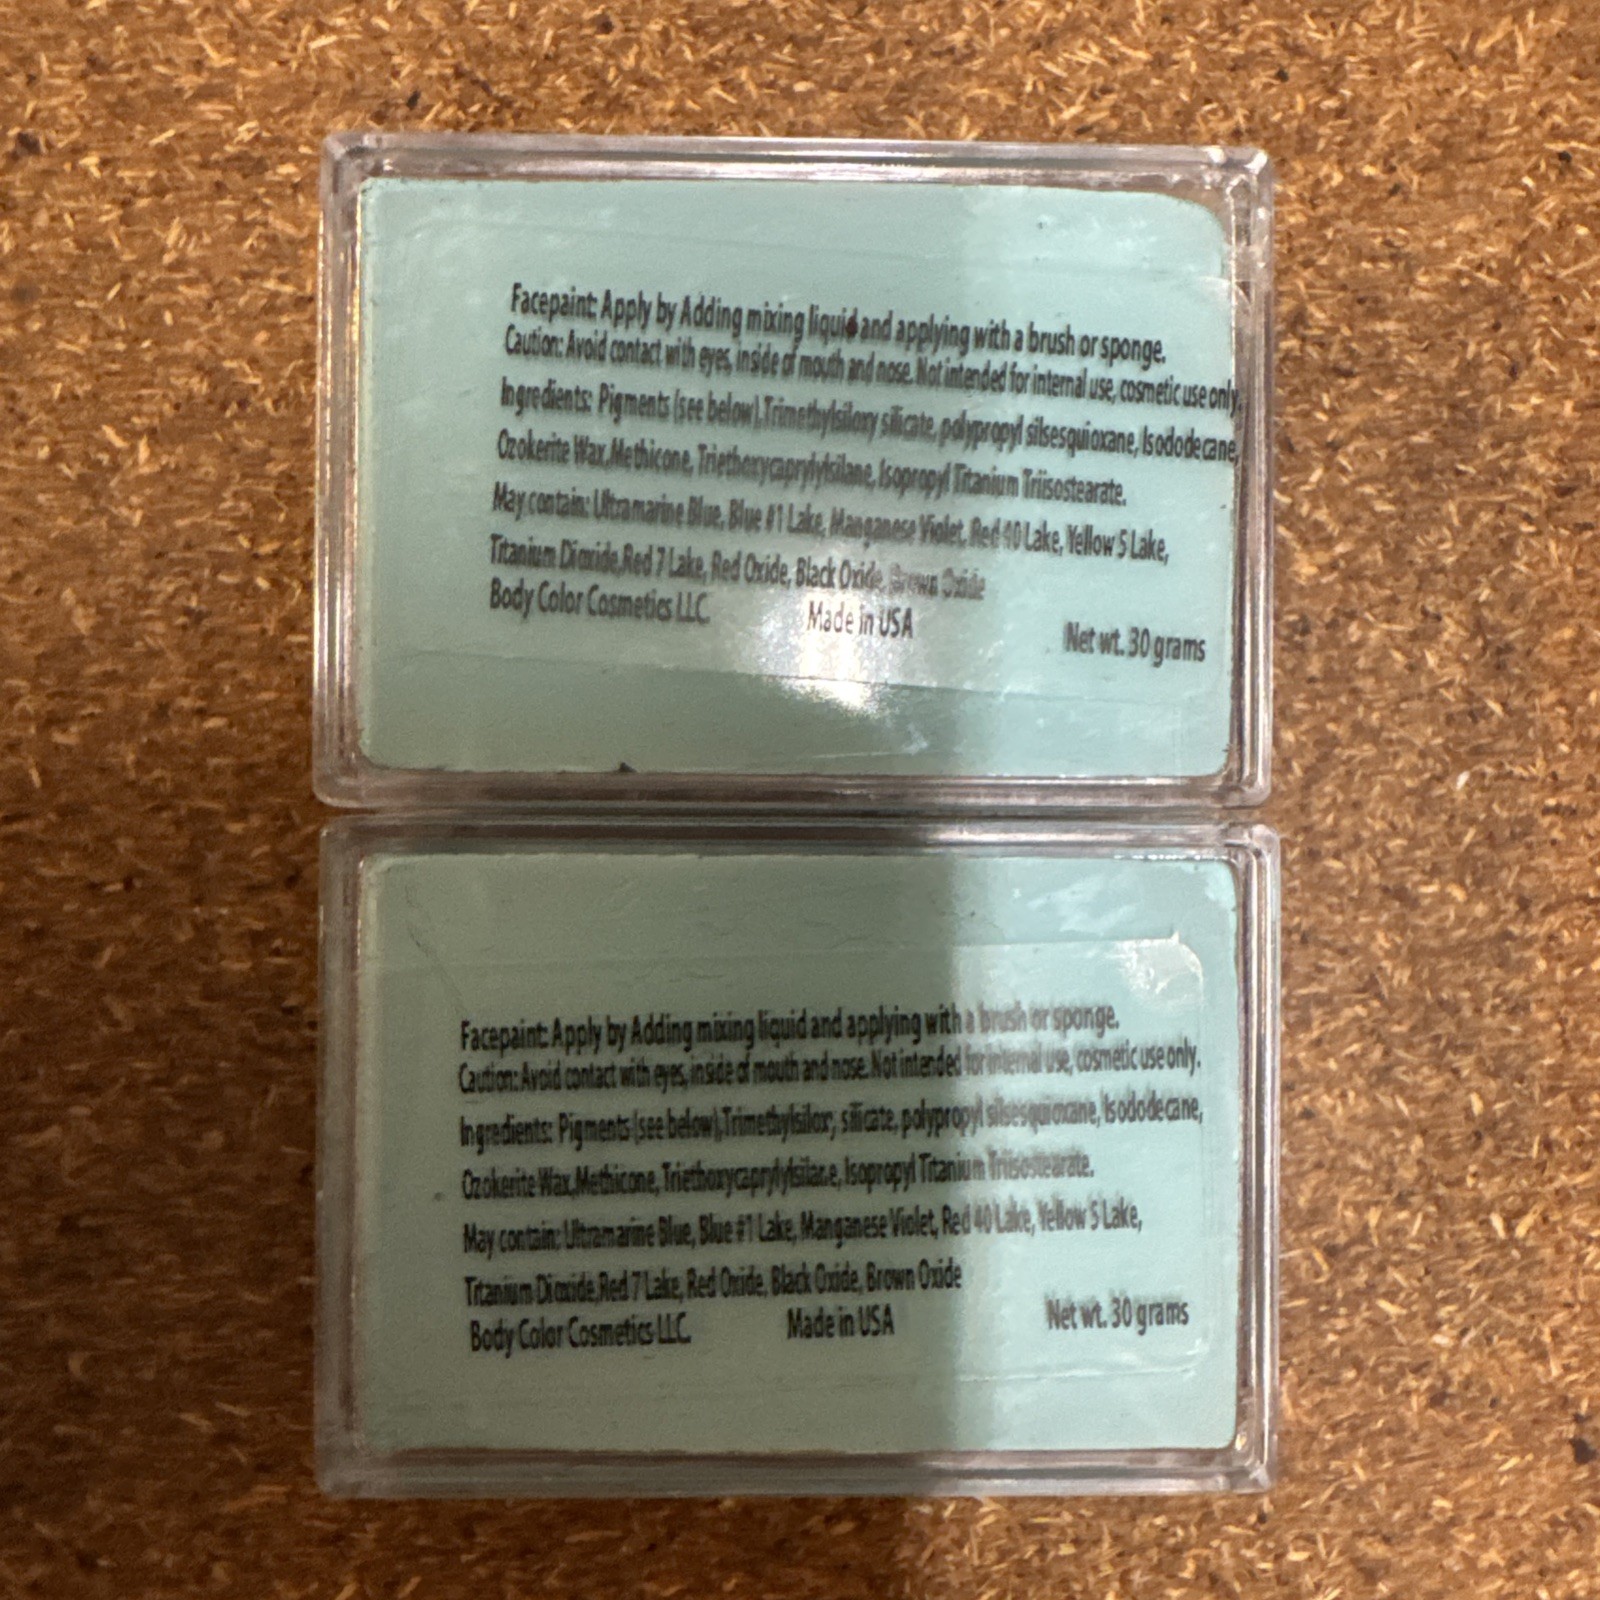 Facepaint: Apply by Adding mixing liquid and applying with a brush or sponge.
Caution: Avoid contact with eyes, inside of mouth and nose. Not intended for internal use, cosmetic use only.
Ingredients: Pigments (see below),Trimethylsiloxy silicate, polypropyl silsesquioxane, Isododecane,
Ozokerite Wax,Methicone, Triethoxycaprylylsilane, Isopropyl Titanium Triisostearate.
May contain: Ultramarine Blue, Blue #1 Lake, Manganese Violet, Red 40 Lake, Yellow 5 Lake,
Titanium Dioxide,Red 7 Lake, Red Oxide, Black Oxide, Brown Oxide
Body Color Cosmetics LLC. Made in USA Net wt. 30 grams
Facepaint: Apply by Adding mixing liquid and applying with a brush or sponge.
Caution: Avoid contact with eyes, inside of mouth and nose. Not intended for internal use, cosmetic use only.
Ingredients: Pigments (see below),Trimethylsiloxy silicate, polypropyl silsesquioxane, Isododecane,
Ozokerite Wax,Methicone, Triethoxycaprylylsilane, Isopropyl Titanium Triisostearate.
May contain: Ultramarine Blue, Blue #1 Lake, Manganese Violet, Red 40 Lake, Yellow 5 Lake,
Titanium Dioxide,Red 7 Lake, Red Oxide, Black Oxide, Brown Oxide
Body Color Cosmetics LLC. Made in USA Net wt. 30 grams